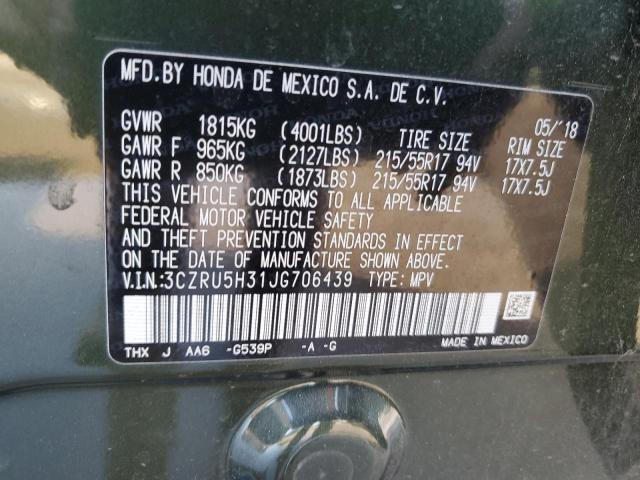 MFD.BY HONDA DE MEXICO S.A. DE C.V.
05/'18
GVWR 1815KG (4001LBS) TIRE SIZE RIM SIZE
GAWR F 965KG (2127LBS) 215/55R17 94V 17X7.5J
GAWR R 850KG (1873LBS) 215/55R17 94V 17X7.5J
THIS VEHICLE CONFORMS TO ALL APPLICABLE
FEDERAL MOTOR VEHICLE SAFETY
AND THEFT PREVENTION STANDARDS IN EFFECT
ON THE DATE OF MANUFACTURE SHOWN ABOVE.
V.I.N.:3CZRU5H31JG706439 TYPE: MPV
THX J AA6 -G539P -A -G MADE IN MEXICO